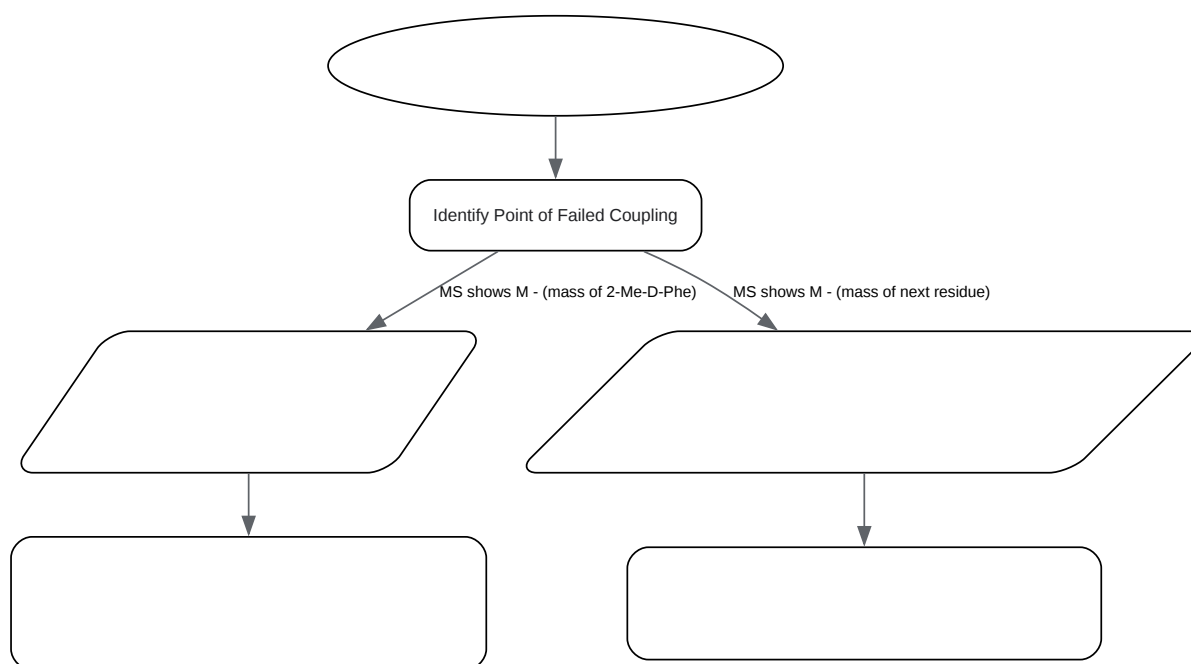 Identify Point of Failed Coupling
MS shows M - (mass of 2-Me-D-Phe)
MS shows M - (mass of next residue)